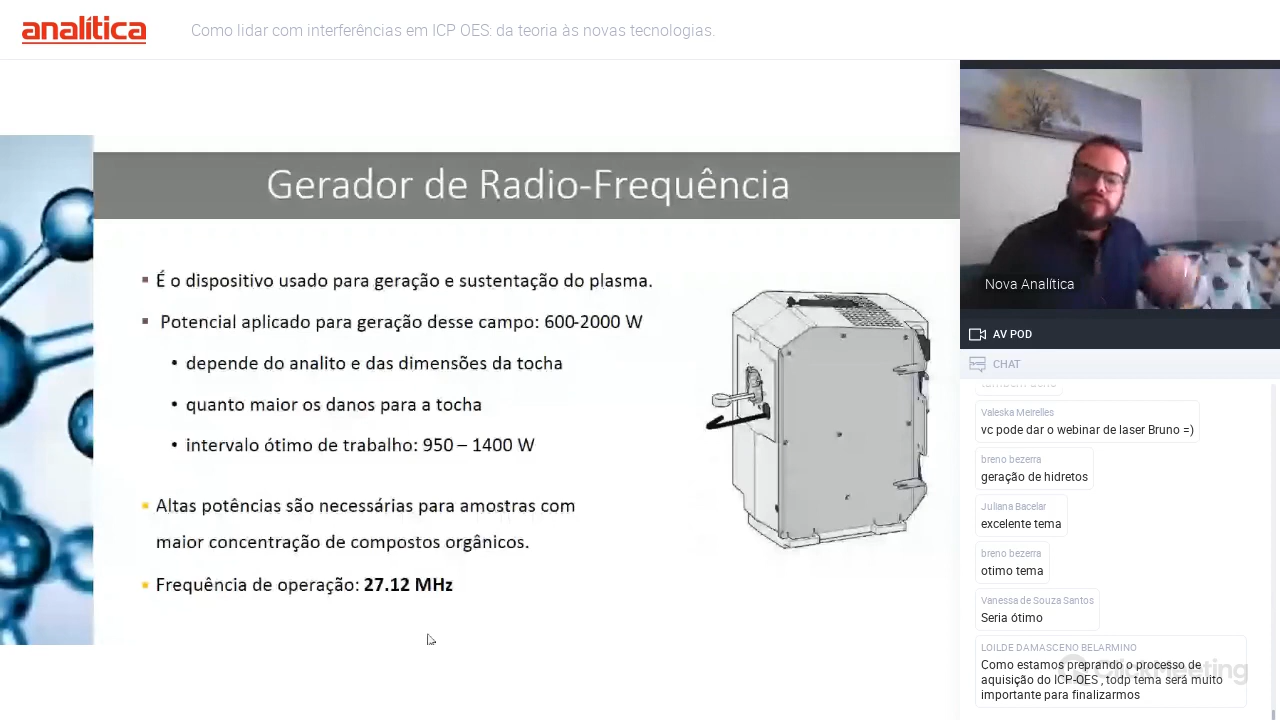 analítica
Como lidar com interferências em ICP OES: da teoria às novas tecnologias.
Gerador de Radio-Frequência
▪ É o dispositivo usado para geração e sustentação do plasma.
▪ Potencial aplicado para geração desse campo: 600-2000 W
• depende do analito e das dimensões da tocha
• quanto maior os danos para a tocha
• intervalo ótimo de trabalho: 950 – 1400 W
▪ Altas potências são necessárias para amostras com
maior concentração de compostos orgânicos.
▪ Frequência de operação: 27.12 MHz
Nova Analítica
AV POD
CHAT
Valeska Meirelles
vc pode dar o webinar de laser Bruno =)
breno bezerra
geração de hidretos
Juliana Bacelar
excelente tema
breno bezerra
otimo tema
Vanessa de Souza Santos
Seria ótimo
LOILDE DAMASCENO BELARMINO
Como estamos preprando o processo de
aquisição do ICP-OES , todp tema será muito
importante para finalizarmos
ClickMeeting